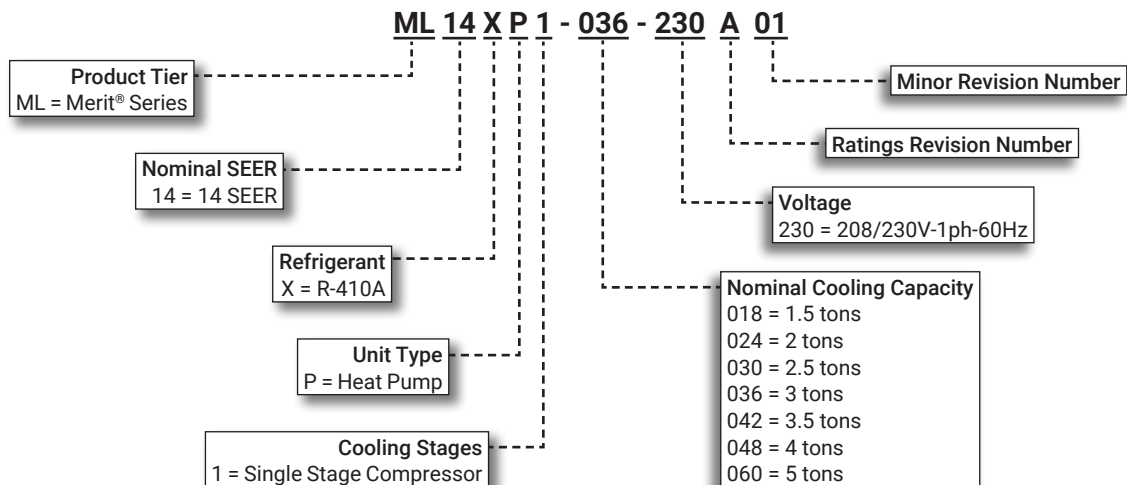 ML 14 X P 1 - 036 - 230 A 01
Product Tier
ML = Merit® Series
Nominal SEER
14 = 14 SEER
Refrigerant
X = R-410A
Unit Type
P = Heat Pump
Cooling Stages
1 = Single Stage Compressor
Minor Revision Number
Ratings Revision Number
Voltage
230 = 208/230V-1ph-60Hz
Nominal Cooling Capacity
018 = 1.5 tons
024 = 2 tons
030 = 2.5 tons
036 = 3 tons
042 = 3.5 tons
048 = 4 tons
060 = 5 tons